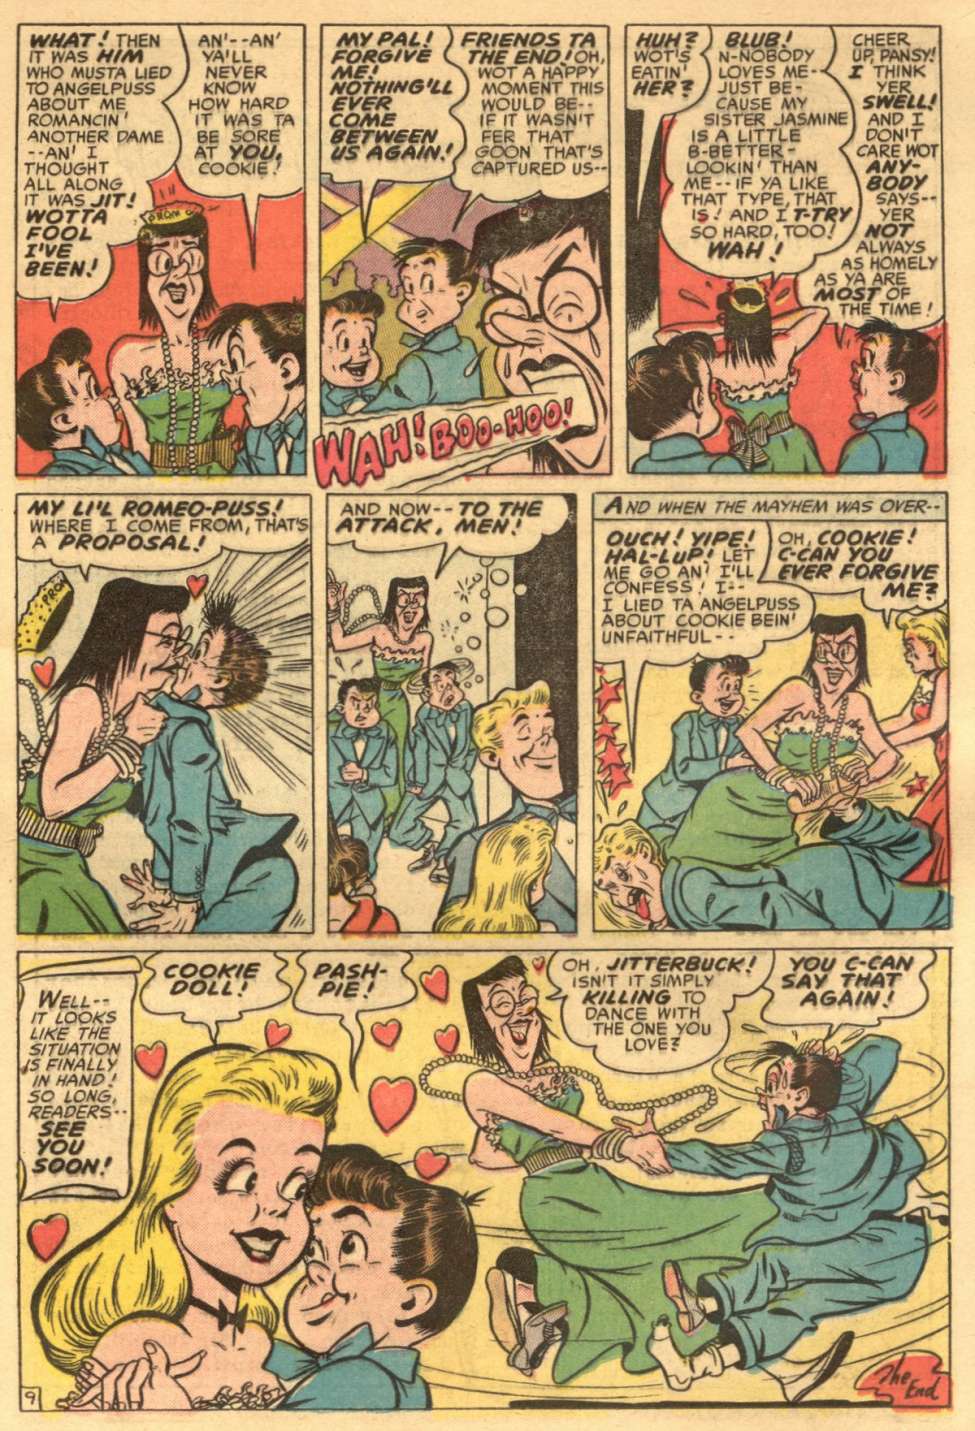 WHAT! THEN
IT WAS HIM
WHO MUSTA LIED
TO ANGELPUSS
ABOUT ME
ROMANCIN'
ANOTHER DAME
--AN' I
THOUGHT
ALL ALONG
IT WAS JIT!
WOTTA
FOOL
I'VE
BEEN!
AN'--AN'
YA'LL
NEVER
KNOW
HOW HARD
IT WAS TA
BE SORE
AT YOU,
COOKIE!
PROM
MY PAL!
FORGIVE
ME!
NOTHING'LL
EVER
COME
BETWEEN
US AGAIN!
FRIENDS TA
THE END! OH,
WOT A HAPPY
MOMENT THIS
WOULD BE--
IF IT WASN'T
FER THAT
GOON THAT'S
CAPTURED US--
WAH! BOO-HOO!
HUH?
WOT'S
EATIN'
HER?
BLUB!
N-NOBODY
LOVES ME--
JUST BE-
CAUSE MY
SISTER JASMINE
IS A LITTLE
B-BETTER-
LOOKIN' THAN
ME--IF YA LIKE
THAT TYPE, THAT
IS! AND I T-TRY
SO HARD, TOO!
WAH!
CHEER
UP, PANSY!
I THINK
YER
SWELL!
AND I
DON'T
CARE WOT
ANY-
BODY
SAYS--
YER
NOT
ALWAYS
AS HOMELY
AS YA ARE
MOST OF
THE TIME!
MY LI'L ROMEO-PUSS!
WHERE I COME FROM, THAT'S
A PROPOSAL!
PROM
AND NOW-- TO THE
ATTACK, MEN!
AND WHEN THE MAYHEM WAS OVER--
OUCH! YIPE!
HAL-LUP! LET
ME GO AN' I'LL
CONFESS! I--
I LIED TA ANGELPUSS
ABOUT COOKIE BEIN'
UNFAITHFUL--
OH, COOKIE!
C-CAN YOU
EVER FORGIVE
ME?
WELL--
IT LOOKS
LIKE THE
SITUATION
IS FINALLY
IN HAND!
SO LONG,
READERS--
SEE
YOU
SOON!
COOKIE
DOLL!
PASH-
PIE!
OH, JITTERBUCK!
ISN'T IT SIMPLY
KILLING TO
DANCE WITH
THE ONE YOU
LOVE?
YOU C-CAN
SAY THAT
AGAIN!
9
The
End